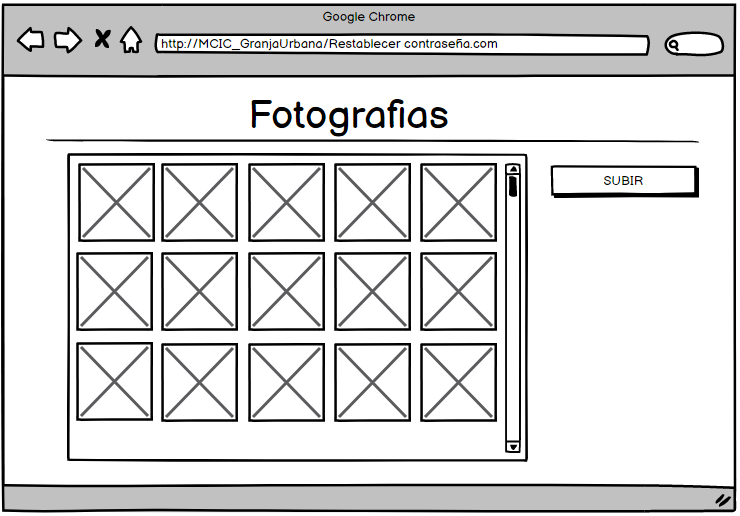 Google Chrome
http://MCIC_GranjaUrbana/Restablecer contraseña.com
Fotografias
SUBIR